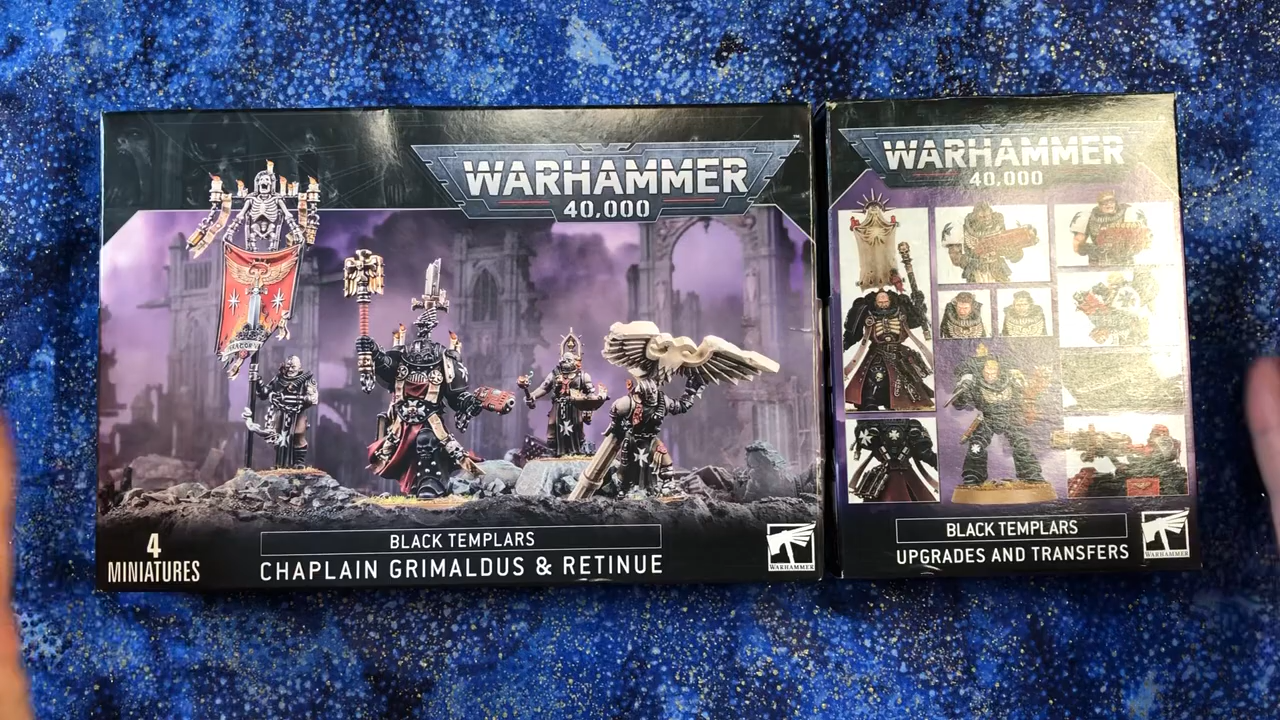 WARHAMMER
40,000
4
MINIATURES
BLACK TEMPLARS
CHAPLAIN GRIMALDUS & RETINUE
WARHAMMER
WARHAMMER
40,000
BLACK TEMPLARS
UPGRADES AND TRANSFERS
WARHAMMER